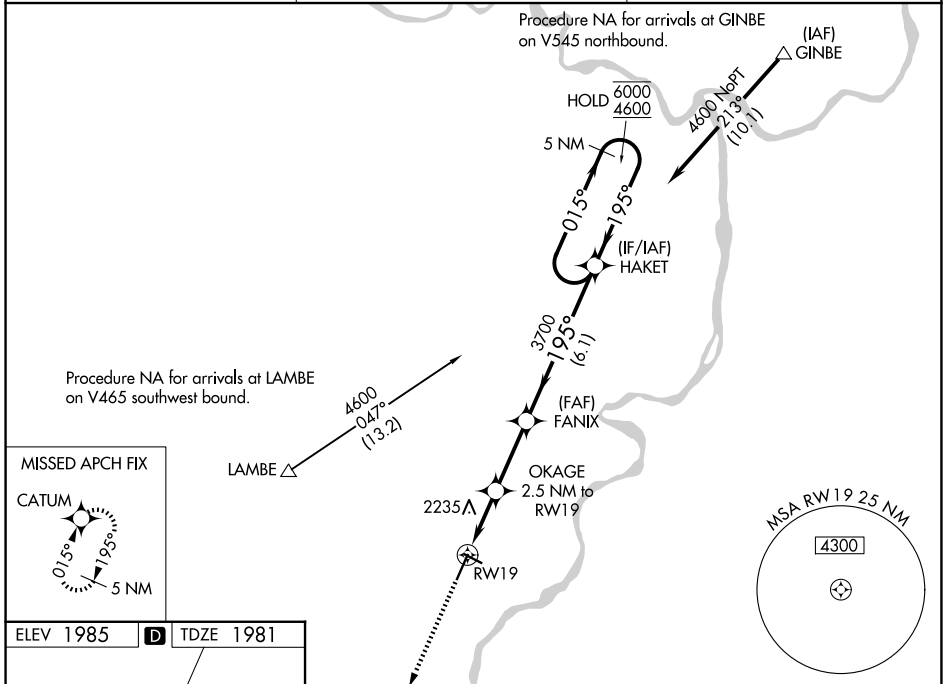 Procedure NA for arrivals at GINBE
on V545 northbound.
(IAF)
GINBE
4600 NoPT
213°
(10.1)
HOLD
6000
4600
5 NM
015°
195°
(IF/IAF)
HAKET
3700
195°
(6.1)
Procedure NA for arrivals at LAMBE
on V465 southwest bound.
4600
047°
(13.2)
LAMBE
(FAF)
FANIX
OKAGE
2.5 NM to
RW19
2235
RW19
MISSED APCH FIX
CATUM
015°
195°
5 NM
MSA RW19 25 NM
4300
ELEV 1985
D
TDZE 1981